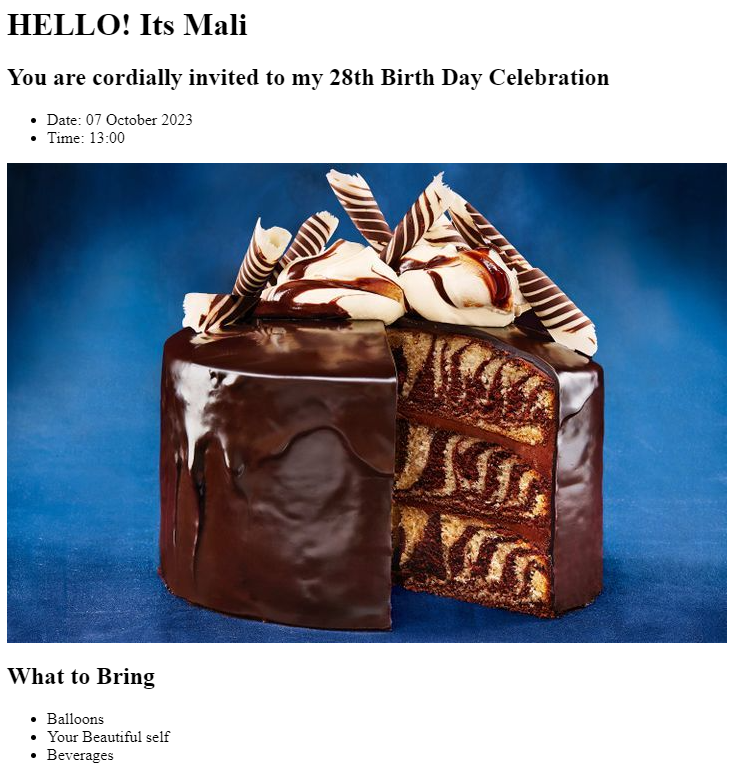 HELLO! Its Mali
You are cordially invited to my 28th Birth Day Celebration
Date: 07 October 2023
Time: 13:00
What to Bring
Balloons
Your Beautiful self
Beverages